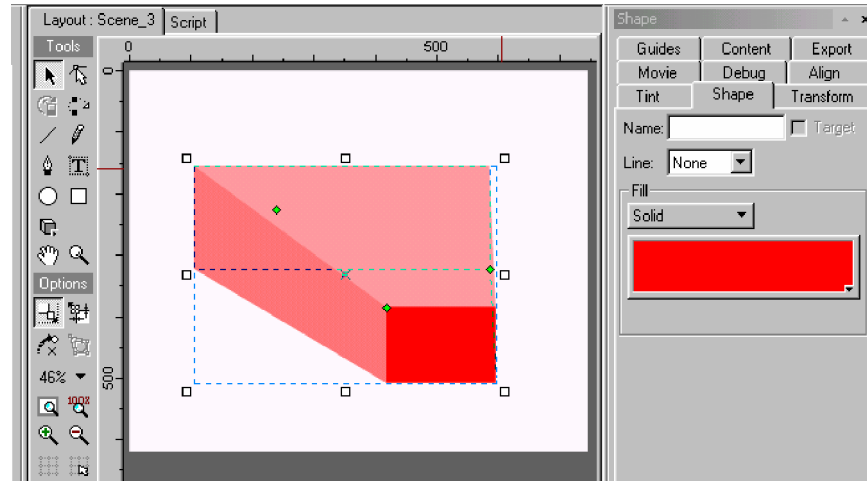 Layout : Scene_3 Script
Tools
0 500
500
Options
46%
100%
Shape
Guides Content Export
Movie Debug Align
Tint Shape Transform
Name: Target
Line: None
Fill
Solid